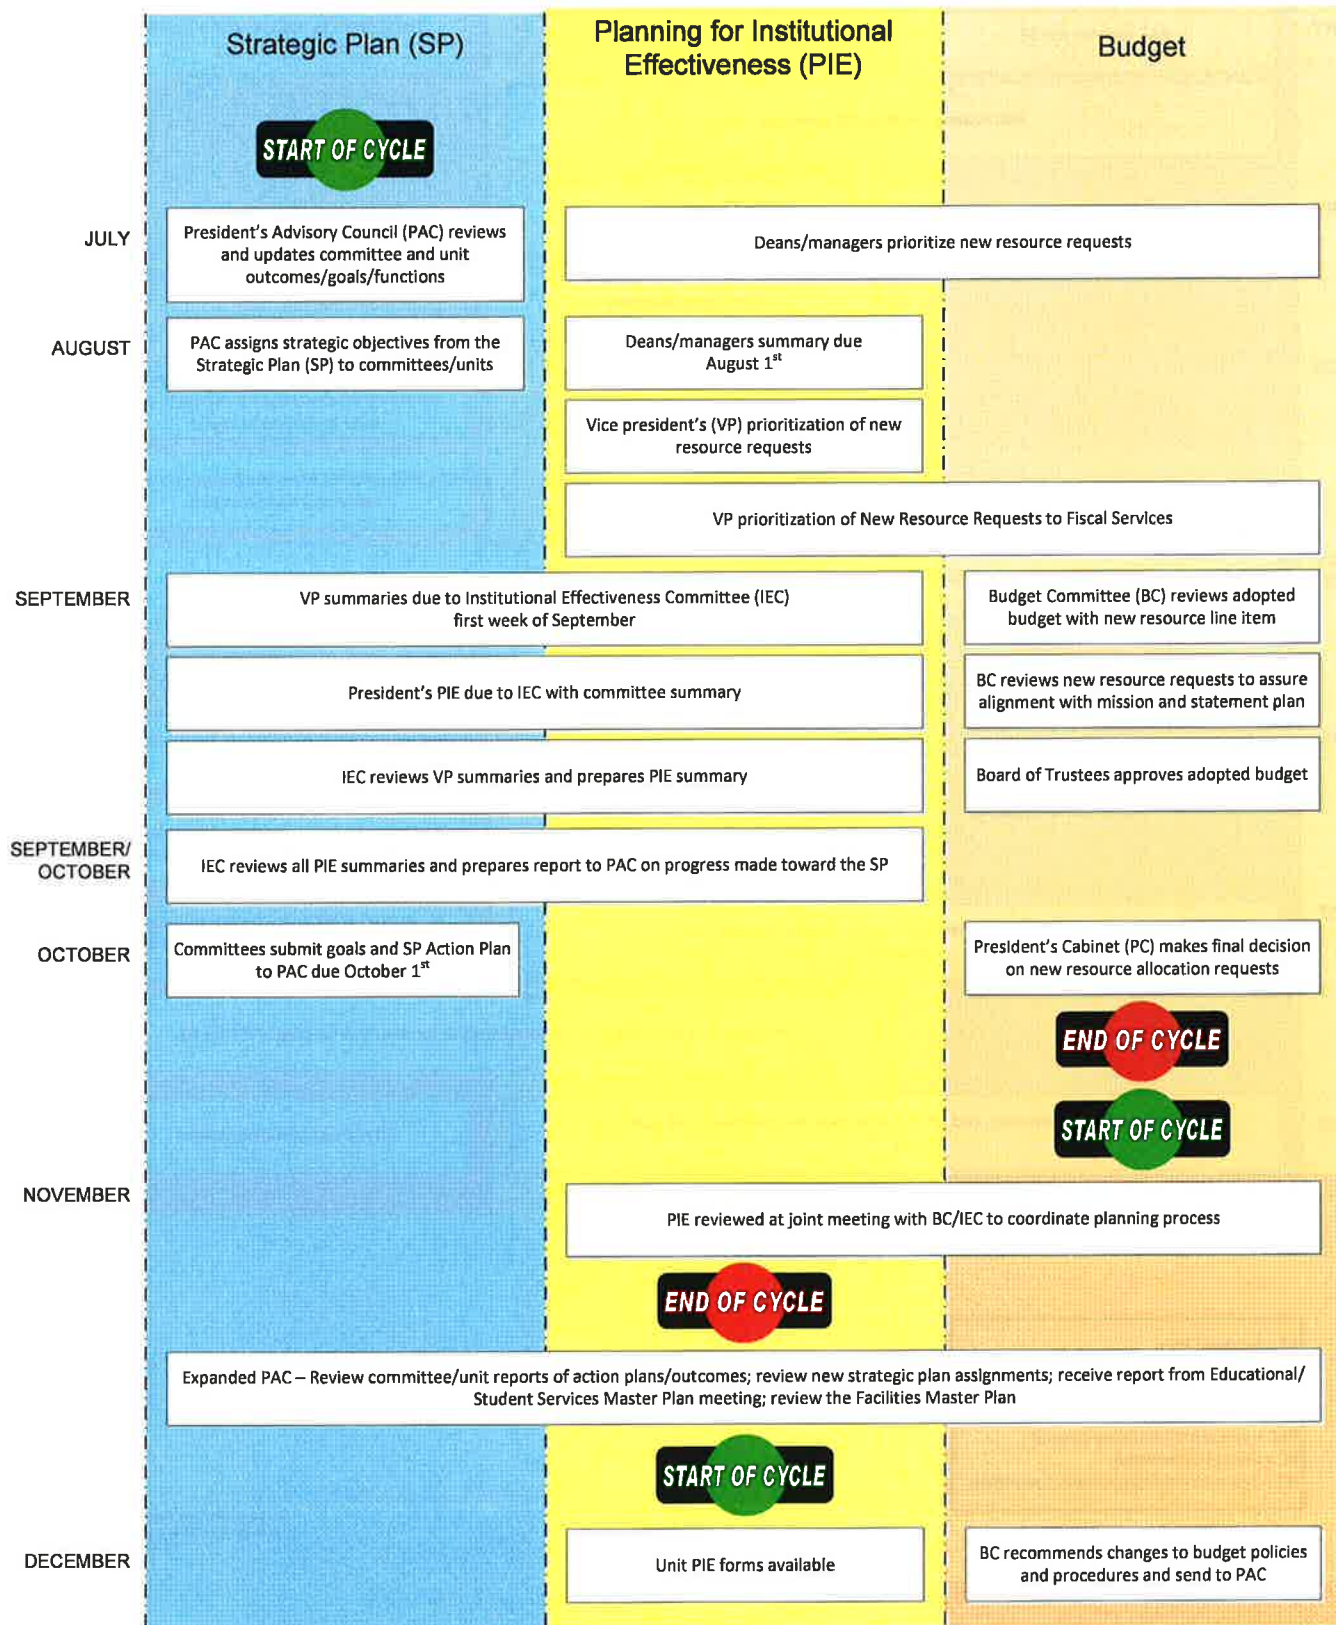 Strategic Plan (SP)
Planning for Institutional
Effectiveness (PIE)
Budget
START OF CYCLE
JULY
President's Advisory Council (PAC) reviews
and updates committee and unit
outcomes/goals/functions
Deans/managers prioritize new resource requests
AUGUST
PAC assigns strategic objectives from the
Strategic Plan (SP) to committees/units
Deans/managers summary due
August 1st
Vice president's (VP) prioritization of new
resource requests
VP prioritization of New Resource Requests to Fiscal Services
SEPTEMBER
VP summaries due to Institutional Effectiveness Committee (IEC)
first week of September
Budget Committee (BC) reviews adopted
budget with new resource line item
President's PIE due to IEC with committee summary
BC reviews new resource requests to assure
alignment with mission and statement plan
IEC reviews VP summaries and prepares PIE summary
Board of Trustees approves adopted budget
SEPTEMBER/
OCTOBER
IEC reviews all PIE summaries and prepares report to PAC on progress made toward the SP
OCTOBER
Committees submit goals and SP Action Plan
to PAC due October 1st
President's Cabinet (PC) makes final decision
on new resource allocation requests
END OF CYCLE
START OF CYCLE
NOVEMBER
PIE reviewed at joint meeting with BC/IEC to coordinate planning process
END OF CYCLE
Expanded PAC – Review committee/unit reports of action plans/outcomes; review new strategic plan assignments; receive report from Educational/
Student Services Master Plan meeting; review the Facilities Master Plan
START OF CYCLE
DECEMBER
Unit PIE forms available
BC recommends changes to budget policies
and procedures and send to PAC